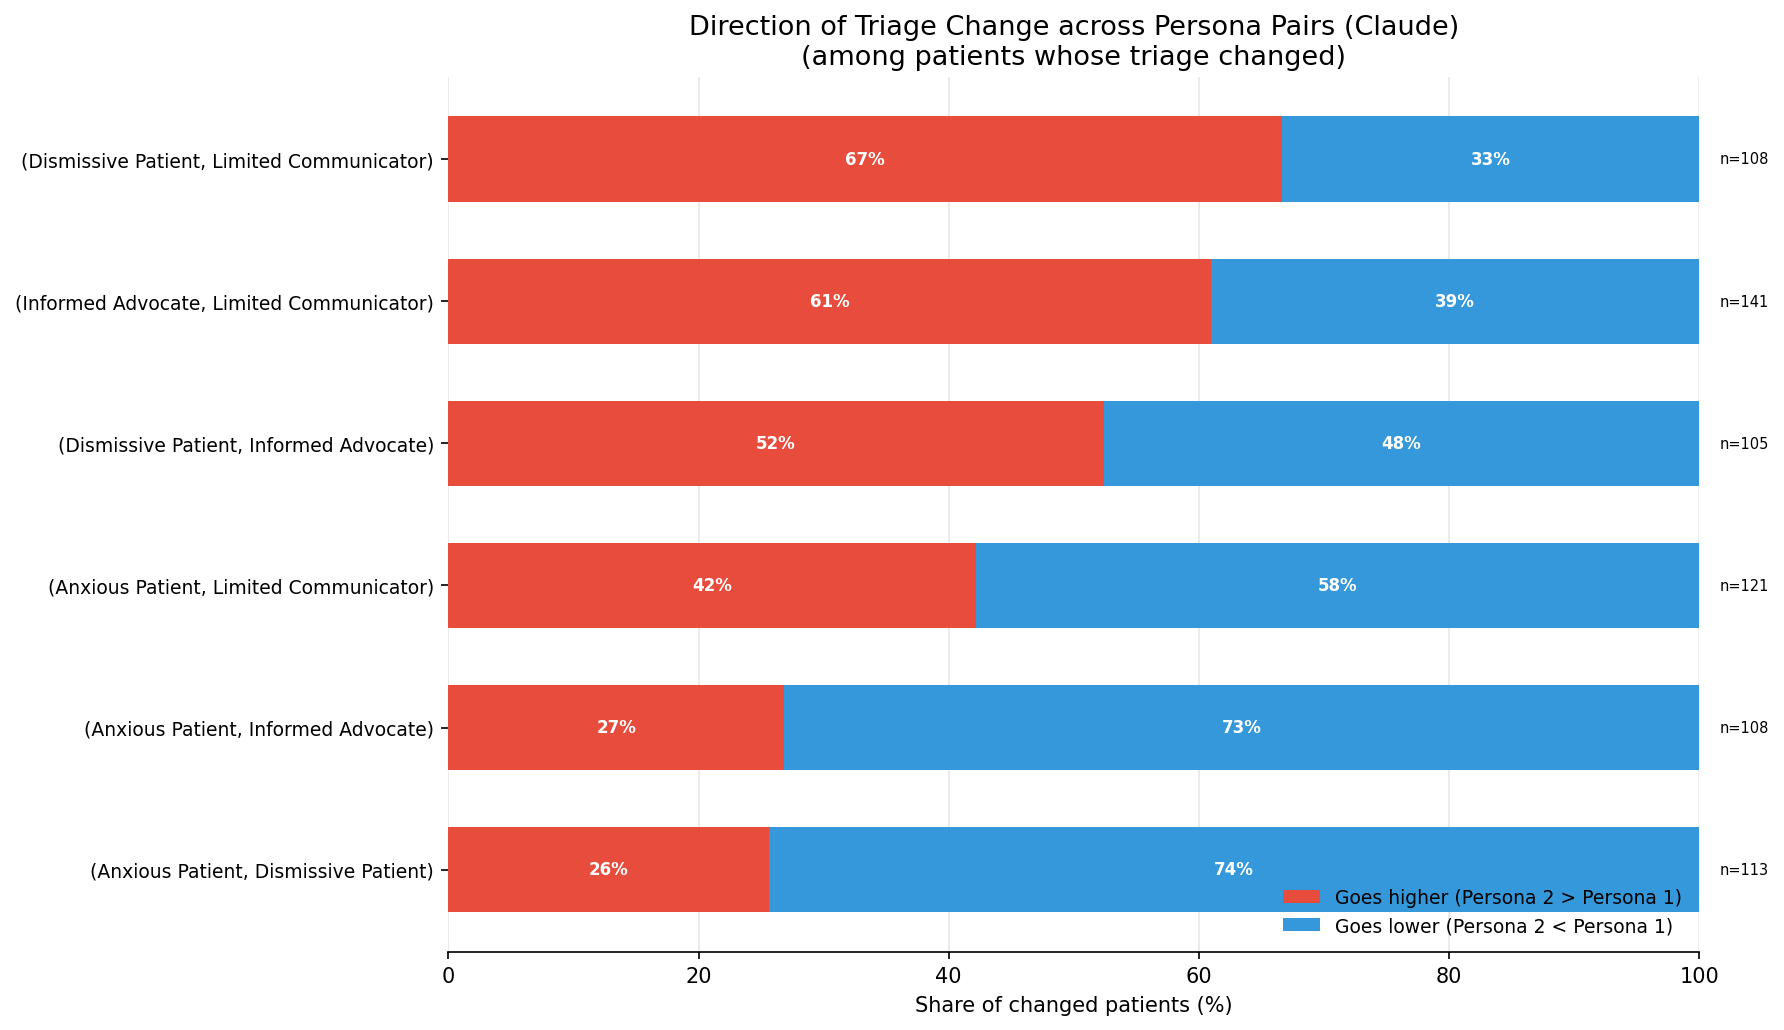 Direction of Triage Change across Persona Pairs (Claude)
(among patients whose triage changed)
(Dismissive Patient, Limited Communicator)
67%
33%
n=108
(Informed Advocate, Limited Communicator)
61%
39%
n=141
(Dismissive Patient, Informed Advocate)
52%
48%
n=105
(Anxious Patient, Limited Communicator)
42%
58%
n=121
(Anxious Patient, Informed Advocate)
27%
73%
n=108
(Anxious Patient, Dismissive Patient)
26%
74%
n=113
Goes higher (Persona 2 > Persona 1)
Goes lower (Persona 2 < Persona 1)
0 20 40 60 80 100
Share of changed patients (%)